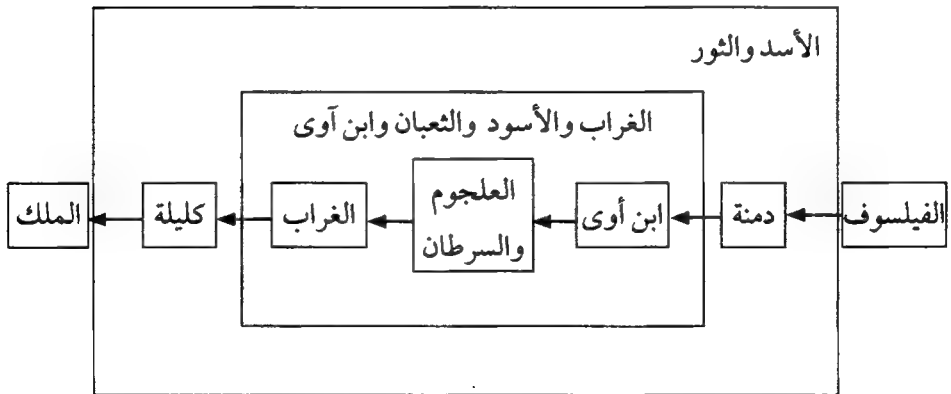 الأسد والثور
الغراب والأسود والثعبان وابن آوى
الفيلسوف
دمنة
ابن أوى
العلجوم
والسرطان
الغراب
كليلة
الملك